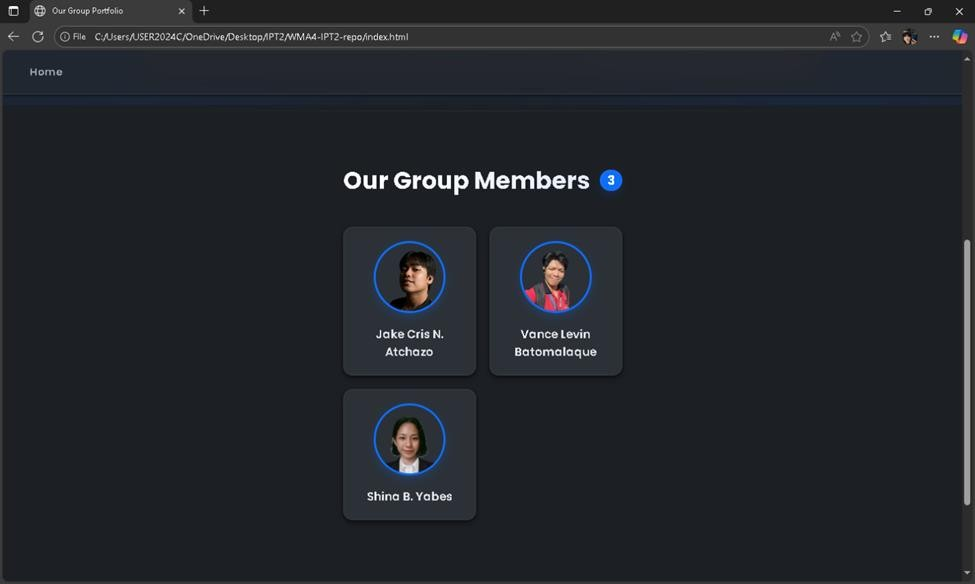 Our Group Portfolio
File C:/Users/USER2024C/OneDrive/Desktop/IPT2/WMA4-IPT2-repo/index.html
Home
Our Group Members 3
Jake Cris N.
Atchazo
Vance Levin
Batomalaque
Shina B. Yabes